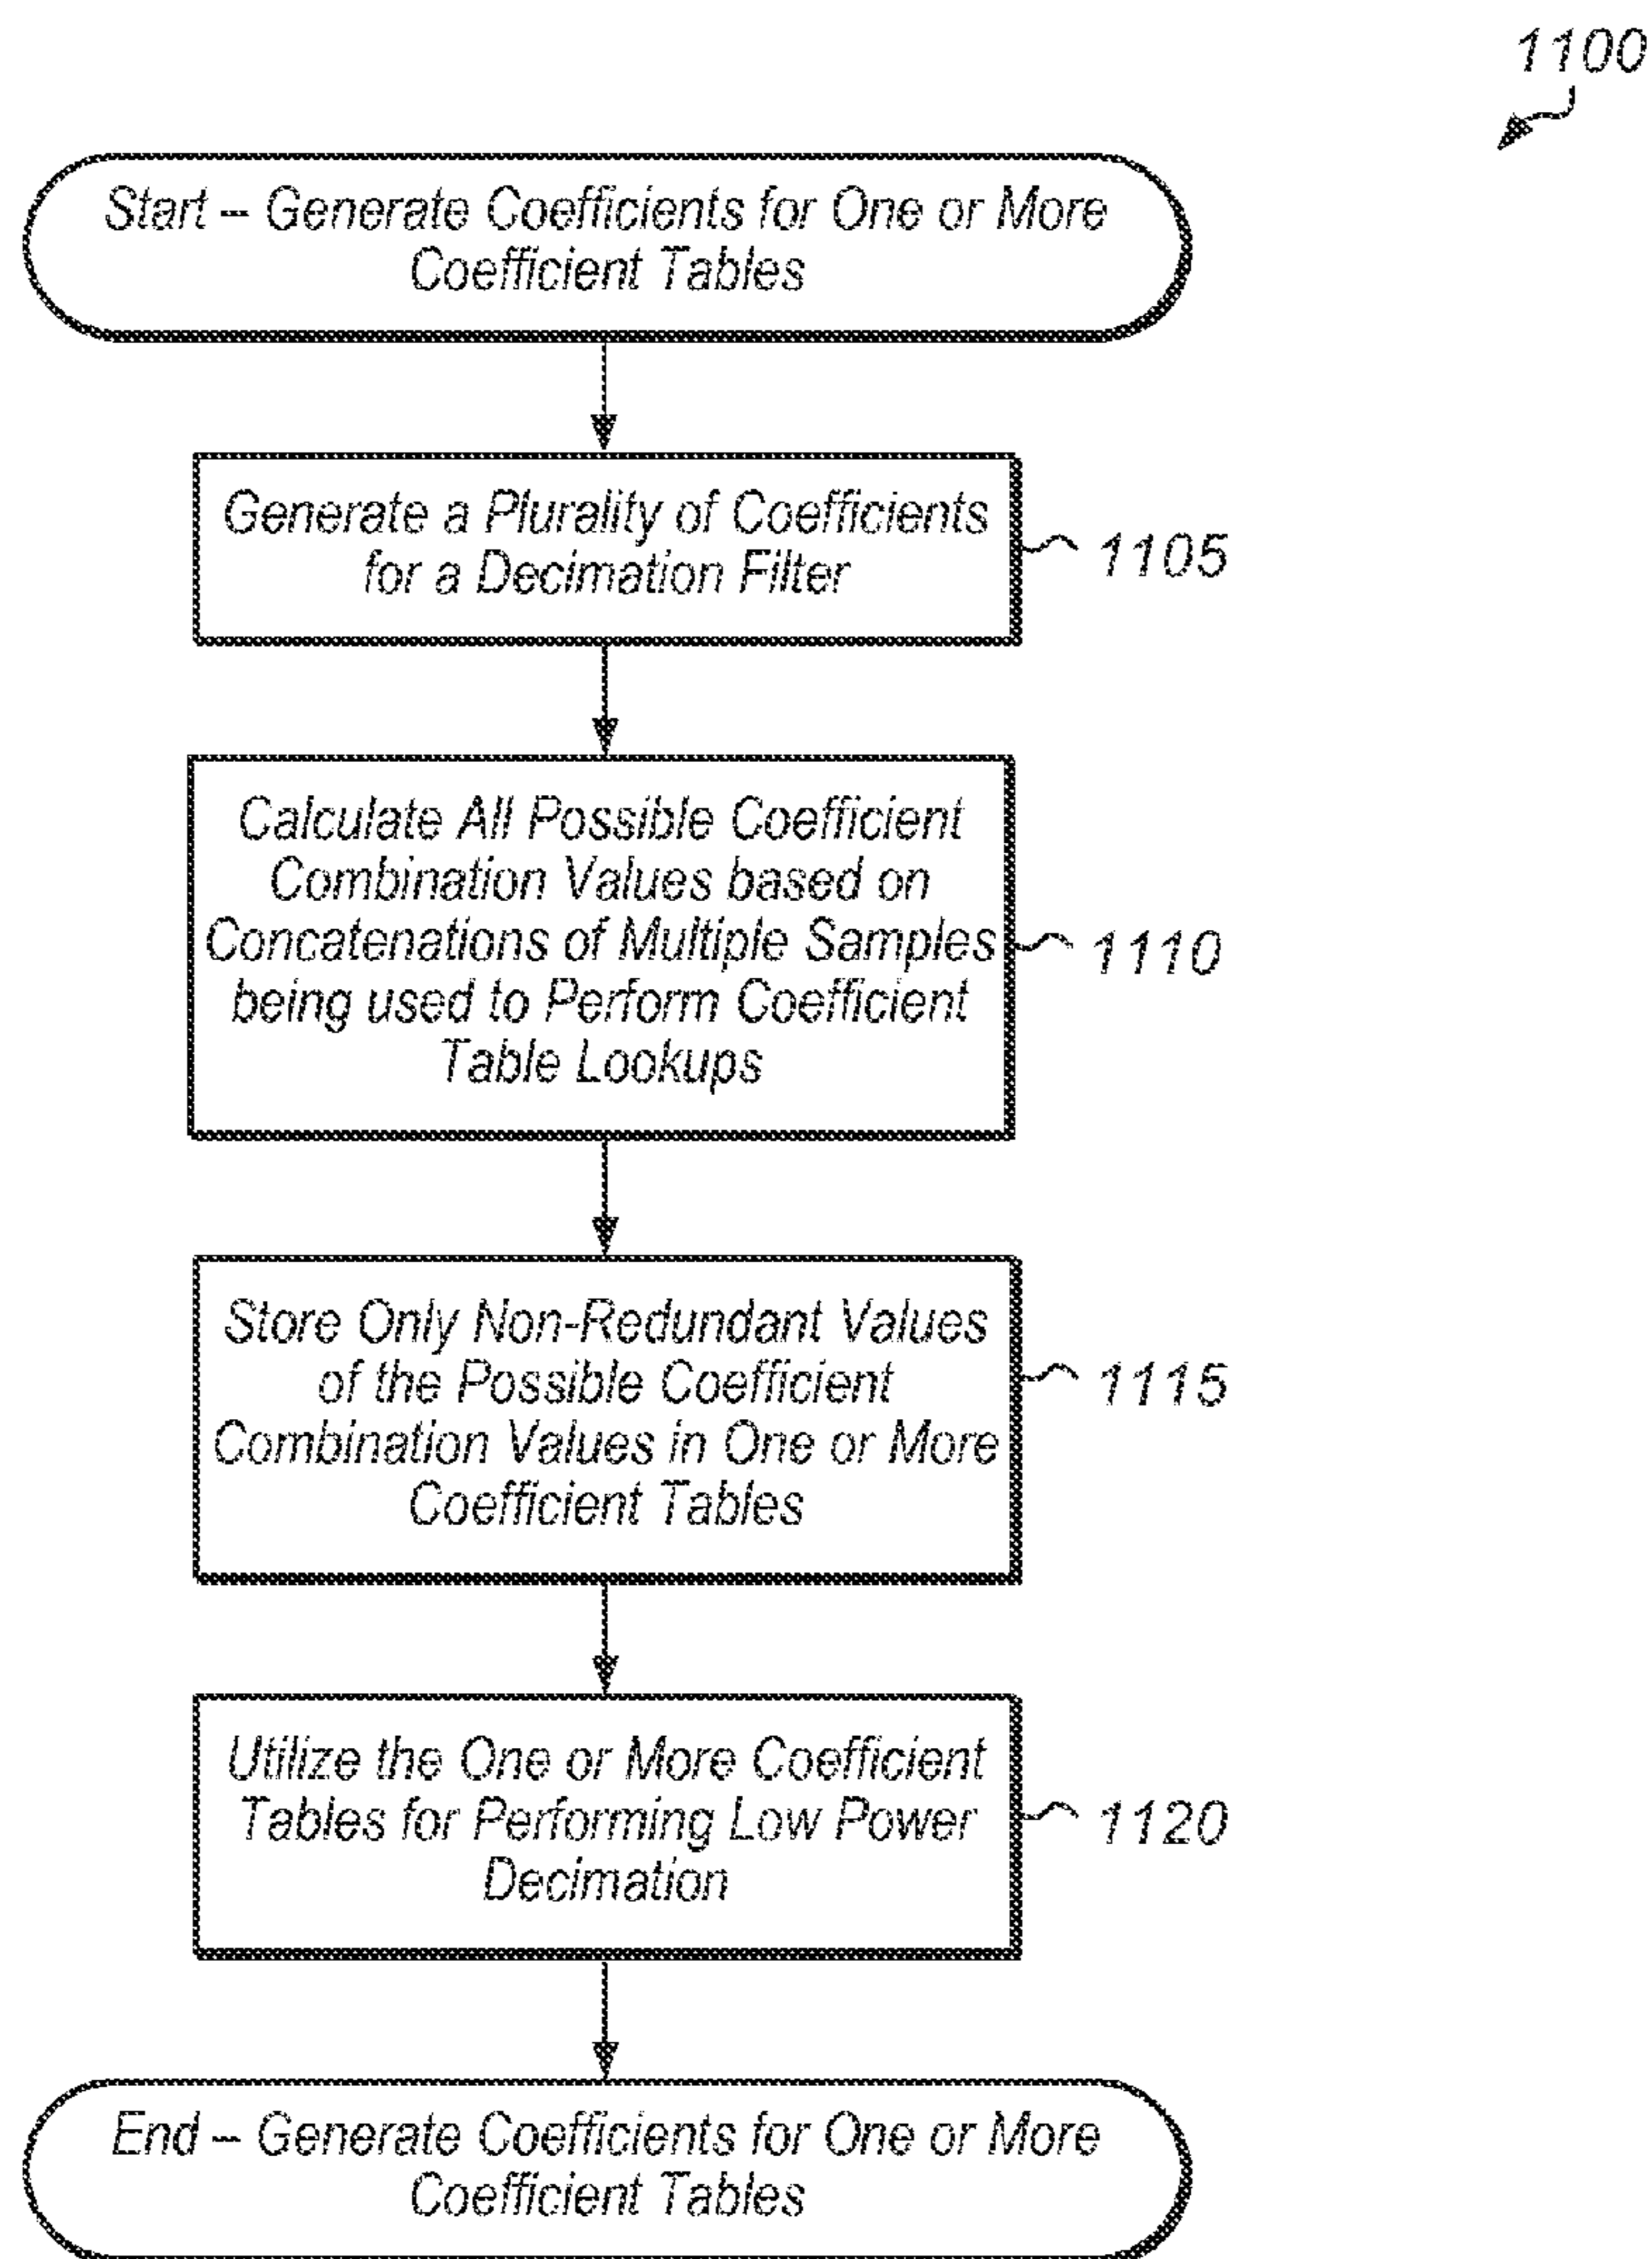 1100
Start -- Generate Coefficients for One or More
Coefficient Tables
Generate a Plurality of Coefficients
for a Decimation Filter
1105
Calculate All Possible Coefficient
Combination Values based on
Concatenations of Multiple Samples
being used to Perform Coefficient
Table Lookups
1110
Store Only Non-Redundant Values
of the Possible Coefficient
Combination Values in One or More
Coefficient Tables
1115
Utilize the One or More Coefficient
Tables for Performing Low Power
Decimation
1120
End -- Generate Coefficients for One or More
Coefficient Tables